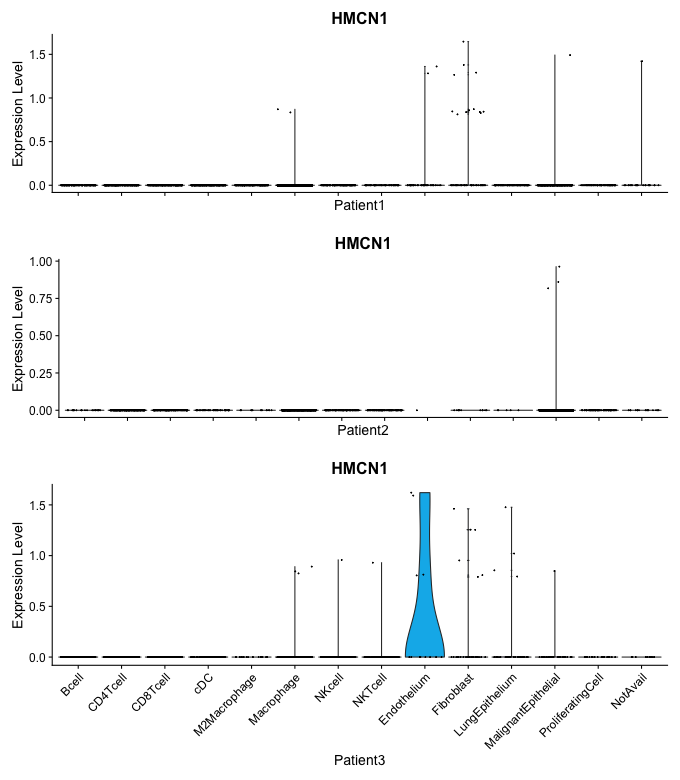 HMCN1
Expression Level
1.5
1.0
0.5
0.0
Patient1
HMCN1
Expression Level
1.00
0.75
0.50
0.25
0.00
Patient2
HMCN1
Expression Level
1.5
1.0
0.5
0.0
Bcell
CD4Tcell
CD8Tcell
cDC
M2Macrophage
Macrophage
NKcell
NKTcell
Endothelium
Fibroblast
LungEpithelium
MalignantEpithelial
ProliferatingCell
NotAvail
Patient3